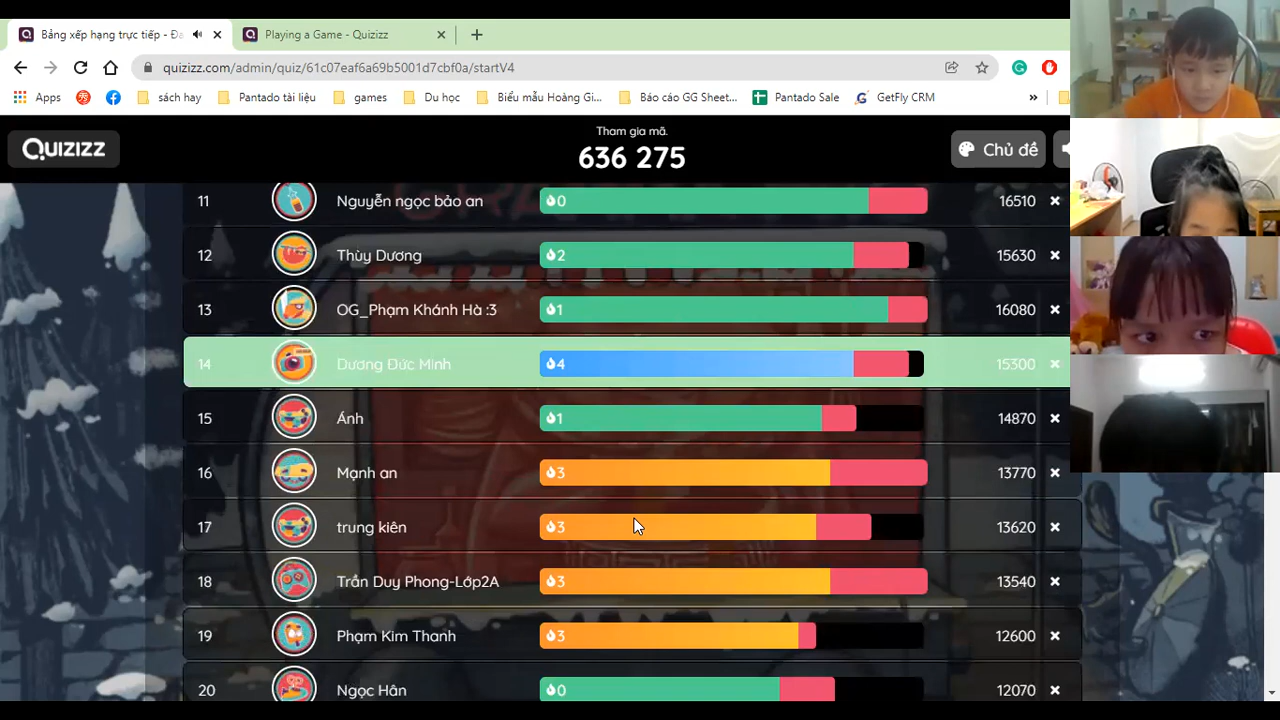 Bảng xếp hạng trực tiếp - Đa
Playing a Game - Quizizz
quizizz.com/admin/quiz/61c07eaf6a69b5001d7cbf0a/startV4
Apps
sách hay
Pantado tài liệu
games
Du học
Biểu mẫu Hoàng Gi...
Báo cáo GG Sheet...
Pantado Sale
GetFly CRM
»
Quizizz
Tham gia mã.
636 275
Chủ đề
11 Nguyễn ngọc bảo an 0 16510
12 Thùy Dương 2 15630
13 OG_Phạm Khánh Hà :3 1 16080
14 Dương Đức Minh 4 15300
15 Ánh 1 14870
16 Mạnh an 3 13770
17 trung kiên 3 13620
18 Trần Duy Phong-Lớp2A 3 13540
19 Phạm Kim Thanh 3 12600
20 Ngọc Hân 0 12070